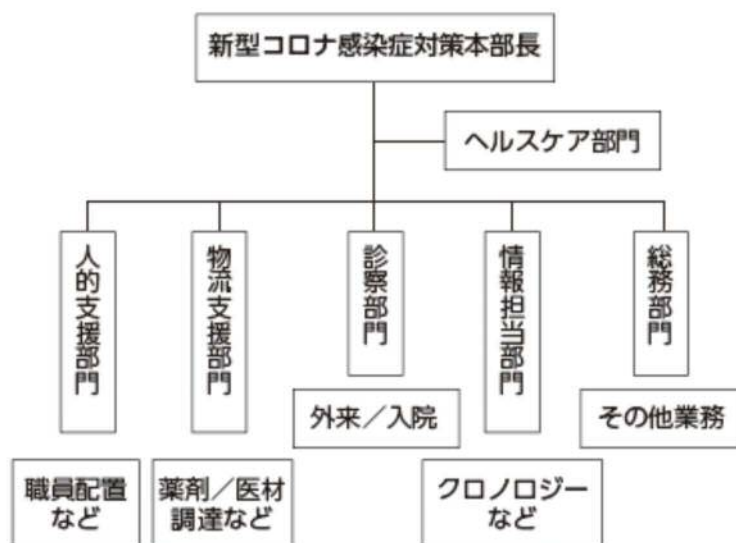 新型コロナ感染症対策本部長
ヘルスケア部門
人的支援部門
物流支援部門
診察部門
情報担当部門
総務部門
外来／入院
その他業務
職員配置
など
薬剤／医材
調達など
クロノロジー
など